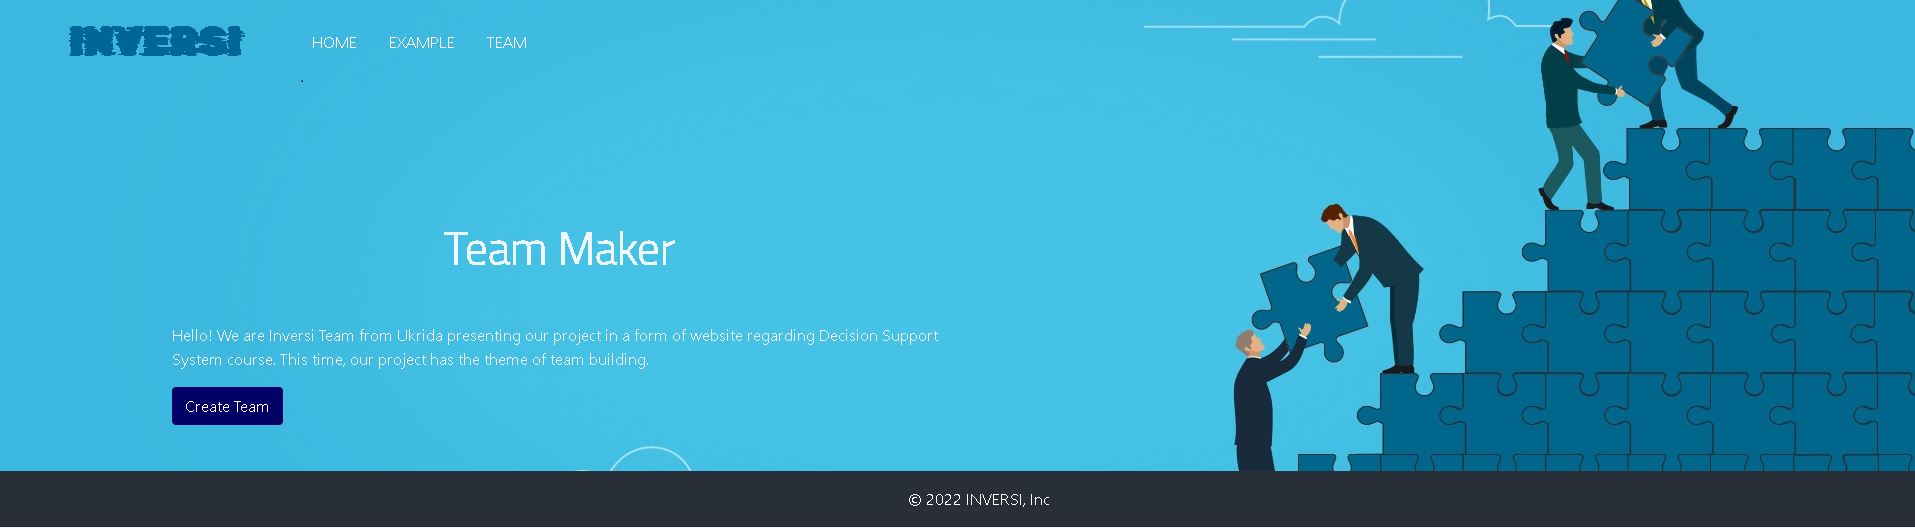 INVERSI
HOME EXAMPLE TEAM
Team Maker
Hello! We are Inversi Team from Ukrida presenting our project in a form of website regarding Decision Support
System course. This time, our project has the theme of team building.
Create Team
© 2022 INVERSI, Inc